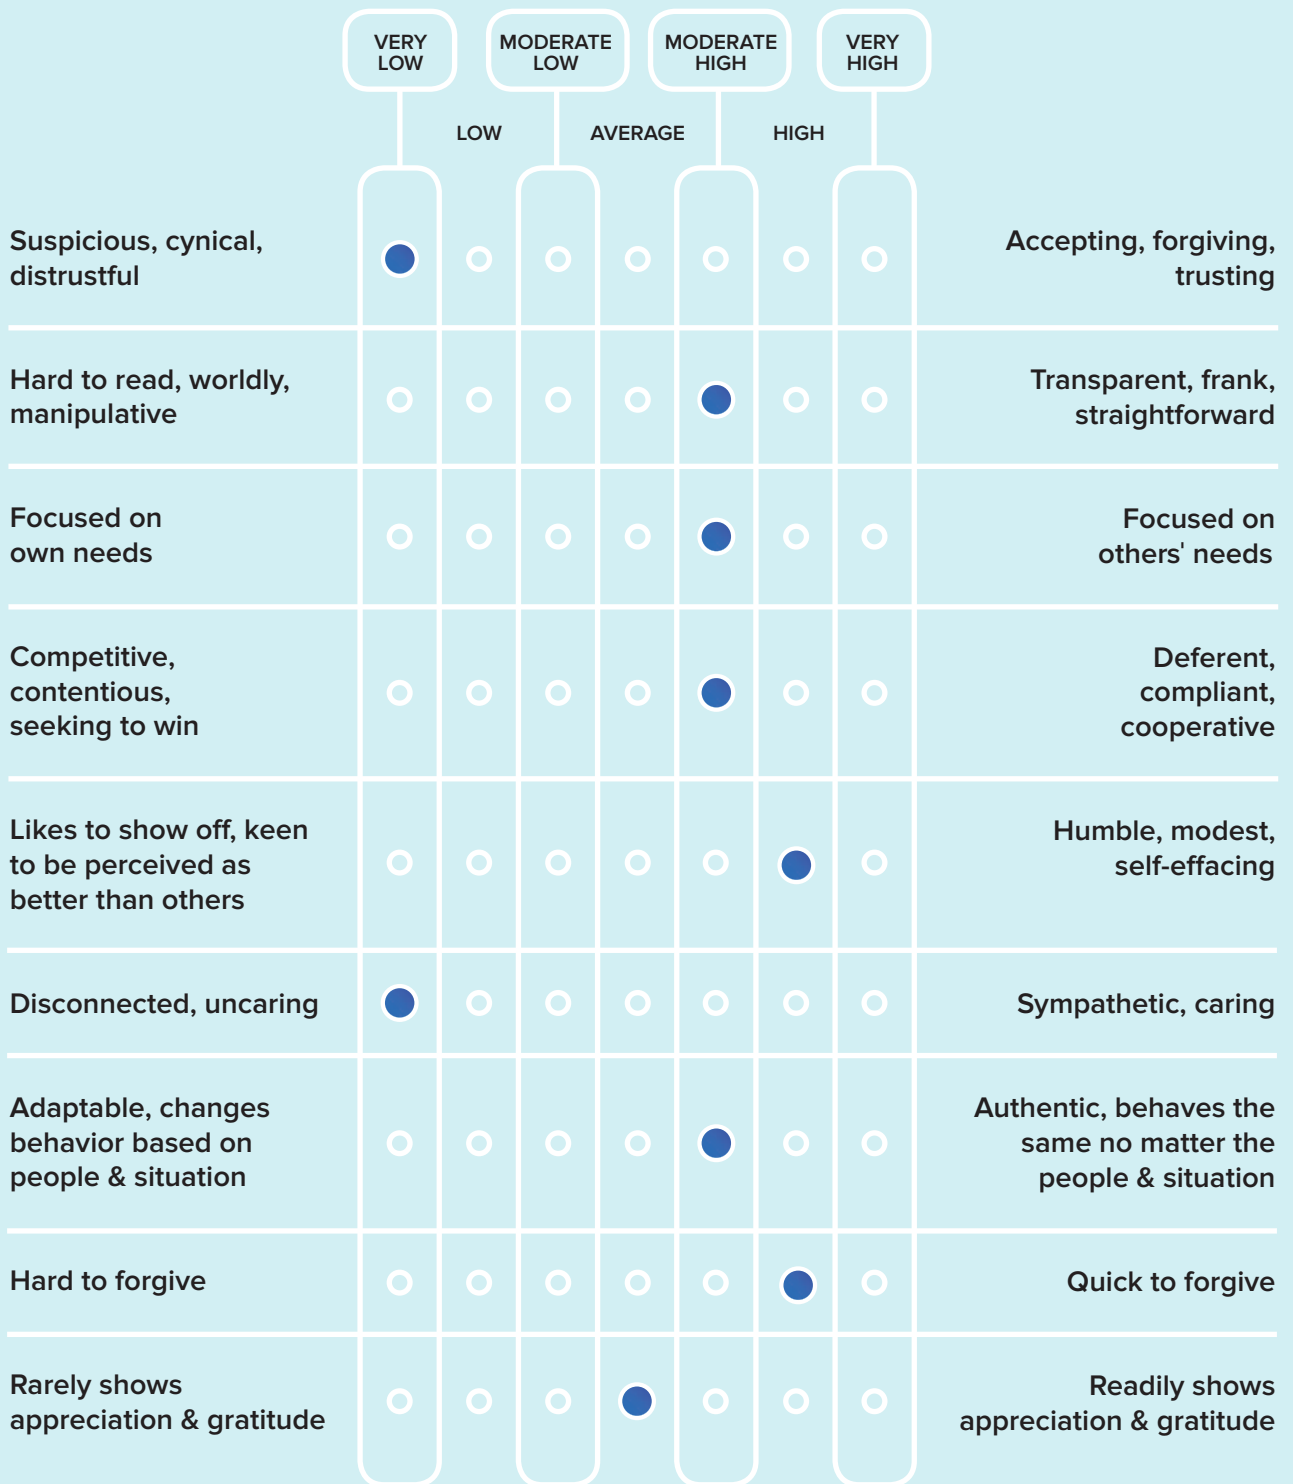 VERY
LOW
MODERATE
LOW
MODERATE
HIGH
VERY
HIGH
LOW
AVERAGE
HIGH
Suspicious, cynical,
distrustful
Accepting, forgiving,
trusting
Hard to read, worldly,
manipulative
Transparent, frank,
straightforward
Focused on
own needs
Focused on
others' needs
Competitive,
contentious,
seeking to win
Deferent,
compliant,
cooperative
Likes to show off, keen
to be perceived as
better than others
Humble, modest,
self-effacing
Disconnected, uncaring
Sympathetic, caring
Adaptable, changes
behavior based on
people & situation
Authentic, behaves the
same no matter the
people & situation
Hard to forgive
Quick to forgive
Rarely shows
appreciation & gratitude
Readily shows
appreciation & gratitude